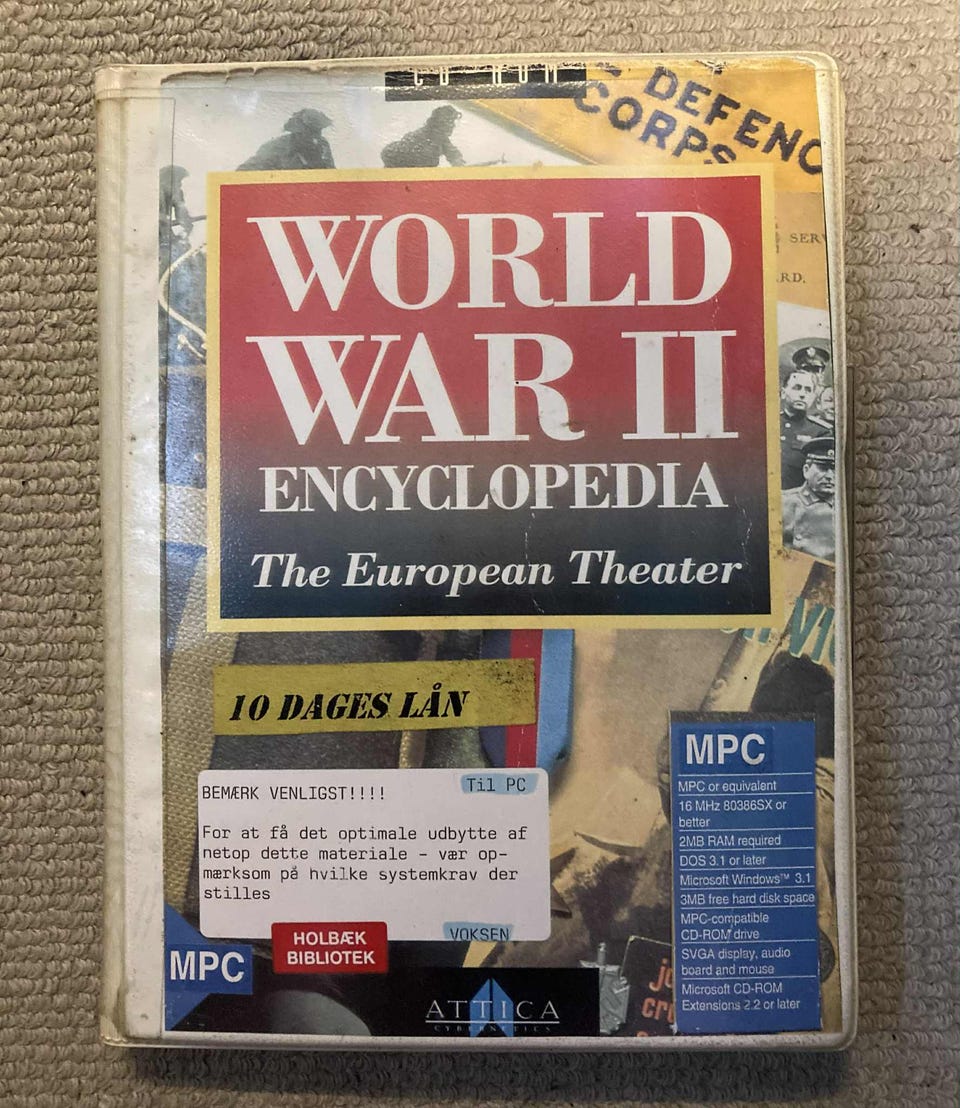 CD-ROM
DEFENC
CORPS
SER
RD.
WORLD
WAR II
ENCYCLOPEDIA
The European Theater
10 DAGES LÅN
Til PC
BEMÆRK VENLIGST!!!!
For at få det optimale udbytte af
netop dette materiale - vær op-
mærksom på hvilke systemkrav der
stilles
VOKSEN
HOLBÆK
BIBLIOTEK
MPC
ATTICA
CYBERNETICS
MPC
MPC or equivalent
16 MHz 80386SX or
better
2MB RAM required
DOS 3.1 or later
Microsoft Windows™ 3.1
3MB free hard disk space
MPC-compatible
CD-ROM drive
SVGA display, audio
board and mouse
Microsoft CD-ROM
Extensions 2.2 or later